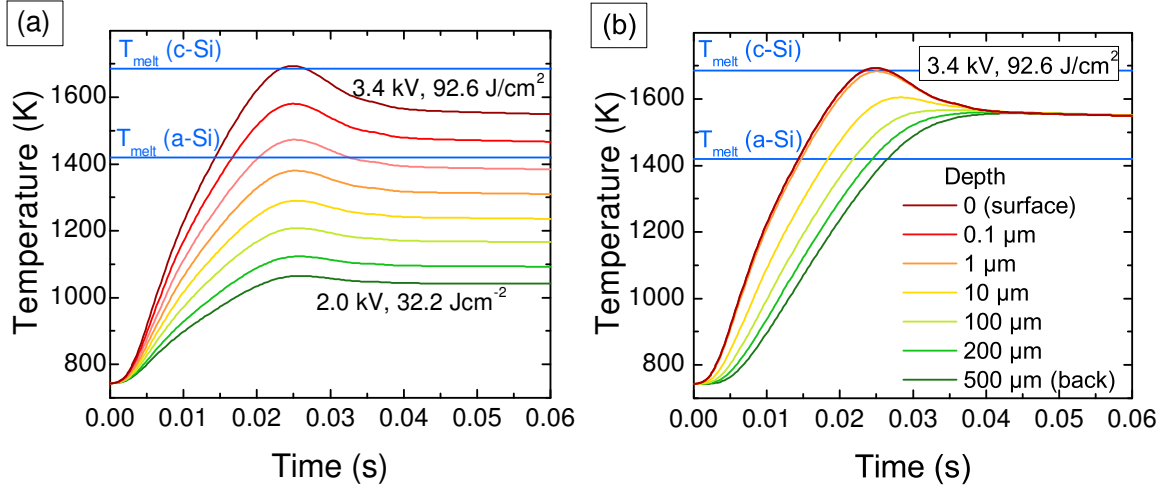 (a)
T_melt (c-Si)
3.4 kV, 92.6 J/cm²
T_melt (a-Si)
2.0 kV, 32.2 Jcm⁻²
Temperature (K)
1600
1400
1200
1000
800
0.00 0.01 0.02 0.03 0.04 0.05 0.06
Time (s)
(b)
T_melt (c-Si)
3.4 kV, 92.6 J/cm²
T_melt (a-Si)
Depth
0 (surface)
0.1 µm
1 µm
10 µm
100 µm
200 µm
500 µm (back)
Temperature (K)
1600
1400
1200
1000
800
0.00 0.01 0.02 0.03 0.04 0.05 0.06
Time (s)